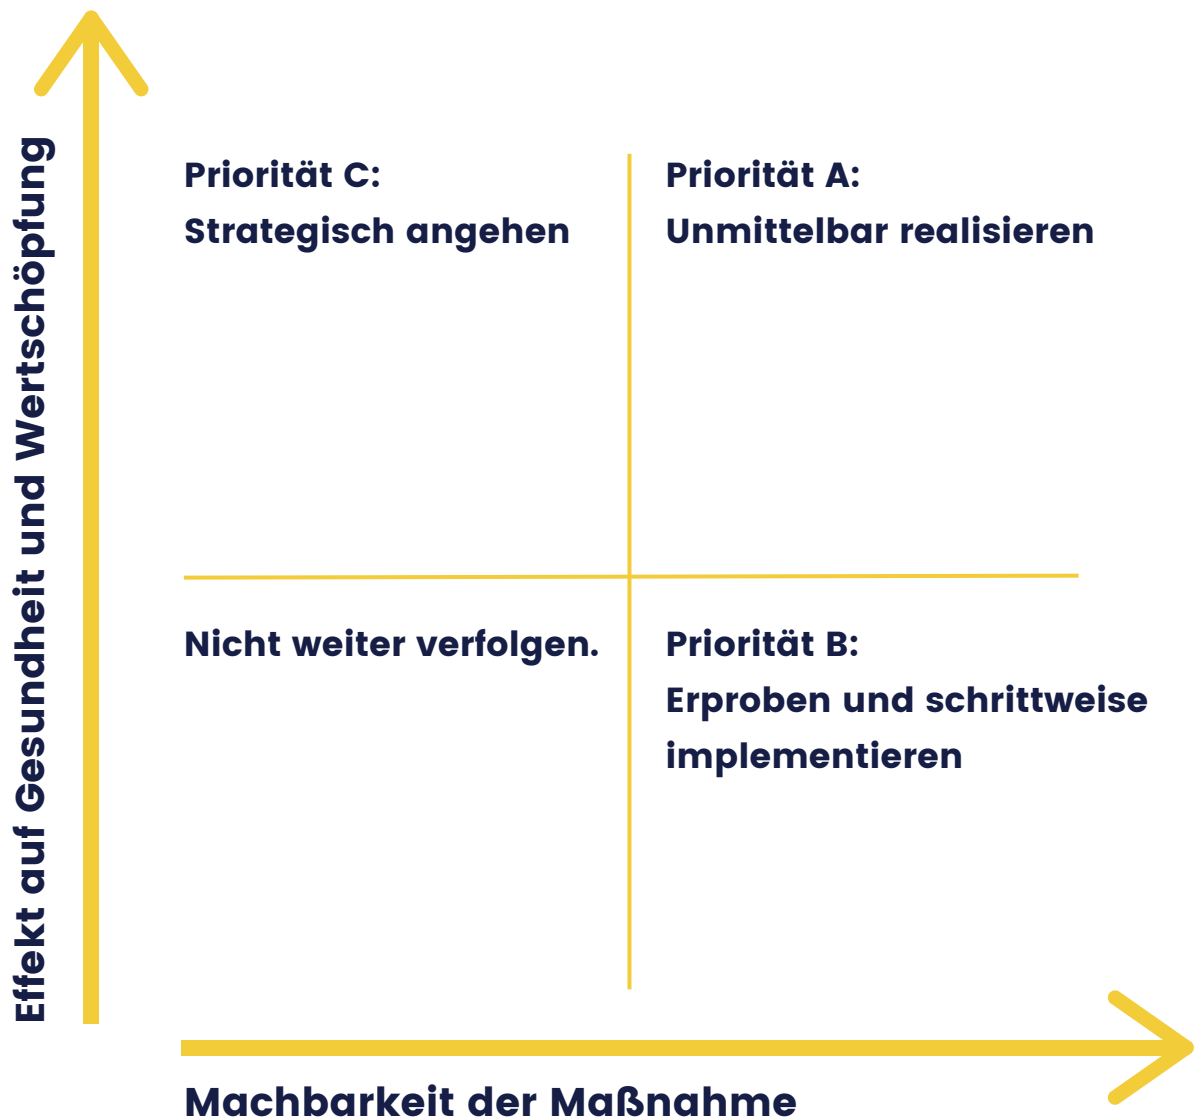 Effekt auf Gesundheit und Wertschöpfung
Priorität C:
Strategisch angehen
Priorität A:
Unmittelbar realisieren
Nicht weiter verfolgen.
Priorität B:
Erproben und schrittweise
implementieren
Machbarkeit der Maßnahme